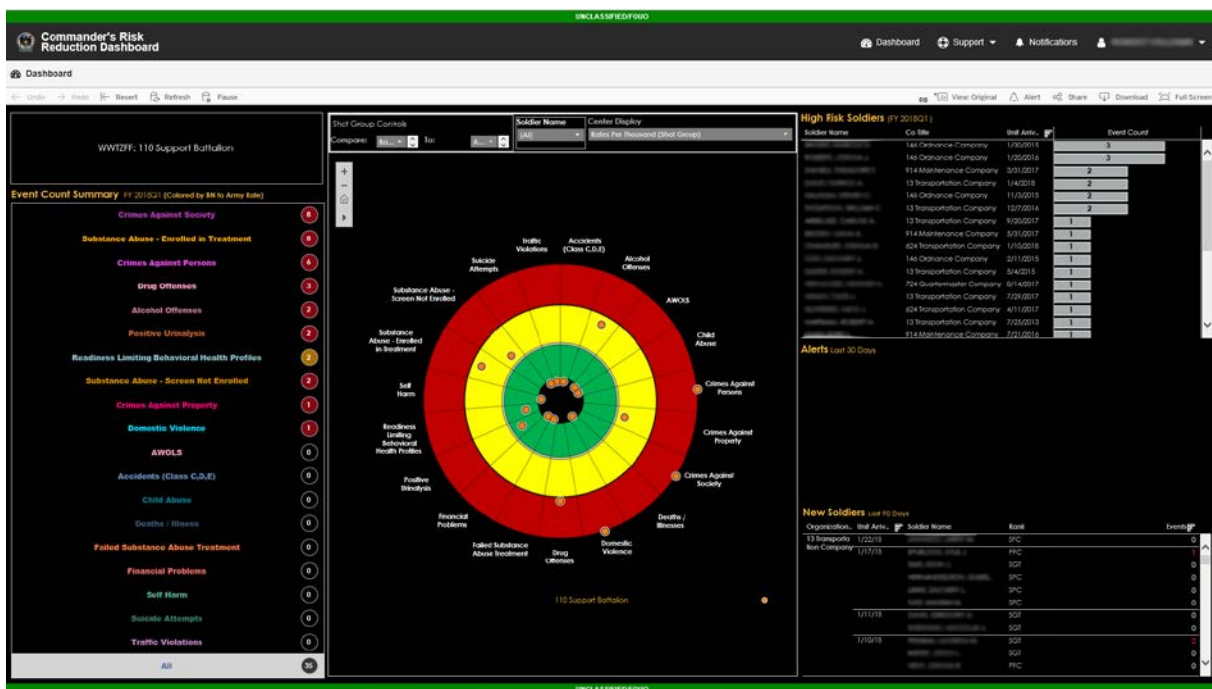 UNCLASSIFIED/FOUO
Commander's Risk
Reduction Dashboard
Dashboard
Support
Notifications
Dashboard
Undo
Redo
Revert
Refresh
Pause
View: Original
Alert
Share
Download
Full Screen
WWTZFF; 110 Support Battalion
Event Count Summary FY 2018Q1 (Colored by BN to Army Rate)
Crimes Against Society 8
Substance Abuse - Enrolled in Treatment
Crimes Against Persons
Drug Offenses 3
Alcohol Offenses 2
Positive Urinalysis 2
Readiness Limiting Behavioral Health Profiles 2
Substance Abuse - Screen Not Enrolled 2
Crimes Against Property 1
Domestic Violence 1
AWOLS 0
Accidents (Class C,D,E) 0
Child Abuse 0
Deaths / Illness 0
Failed Substance Abuse Treatment 0
Financial Problems 0
Self Harm 0
Suicide Attempts 0
Traffic Violations 0
All 35
Shot Group Controls
Compare:
To:
Soldier Name
(All)
Center Display
Rates Per Thousand (Shot Group)
Traffic
Violations
Accidents
(Class C,D,E)
Alcohol
Offenses
AWOLS
Child
Abuse
Crimes Against
Persons
Crimes Against
Property
Crimes Against
Society
Deaths /
Illnesses
Domestic
Violence
Drug
Offenses
Failed Substance
Abuse Treatment
Financial
Problems
Positive
Urinalysis
Readiness
Limiting
Behavioral
Health Profiles
Self
Harm
Substance
Abuse - Enrolled
in Treatment
Substance Abuse -
Screen Not Enrolled
Suicide
Attempts
110 Support Battalion
High Risk Soldiers (FY 2018Q1)
Soldier Name Co Title Unit Arriv.. Event Count
146 Ordnance Company 1/30/2015 3
146 Ordnance Company 1/20/2016 3
914 Maintenance Company 3/31/2017 2
13 Transportation Company 1/4/2018 2
146 Ordnance Company 11/3/2015 2
13 Transportation Company 12/7/2016 2
13 Transportation Company 9/20/2017 1
914 Maintenance Company 5/31/2017 1
624 Transportation Company 1/10/2018 1
146 Ordnance Company 2/11/2015 1
13 Transportation Company 5/4/2015 1
724 Quartermaster Company 8/14/2017 1
13 Transportation Company 7/29/2017 1
624 Transportation Company 4/11/2017 1
13 Transportation Company 7/25/2013 1
914 Maintenance Company 7/21/2016 1
Alerts Last 30 Days
New Soldiers Last 90 Days
Organization.. Unit Arriv.. Soldier Name Rank Events
13 Transporta
tion Company
1/22/18 SPC 0
1/17/18 PFC 1
SGT 0
SPC 0
SPC 0
SPC 0
1/11/18 SGT 0
SGT 0
1/10/18 SGT 2
SGT 0
PFC 0
UNCLASSIFIED/FOUO